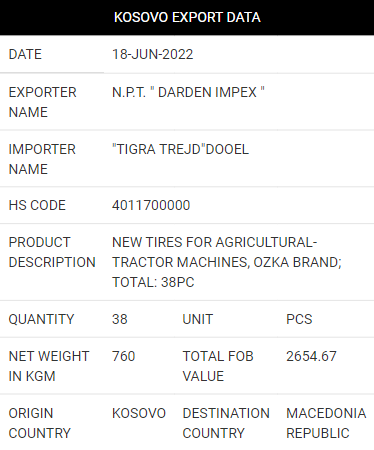 KOSOVO EXPORT DATA
DATE 18-JUN-2022
EXPORTER NAME N.P.T. " DARDEN IMPEX "
IMPORTER NAME "TIGRA TREJD"DOOEL
HS CODE 4011700000
PRODUCT DESCRIPTION NEW TIRES FOR AGRICULTURAL-
TRACTOR MACHINES, OZKA BRAND;
TOTAL: 38PC
QUANTITY 38 UNIT PCS
NET WEIGHT IN KGM 760 TOTAL FOB VALUE 2654.67
ORIGIN COUNTRY KOSOVO DESTINATION COUNTRY MACEDONIA REPUBLIC